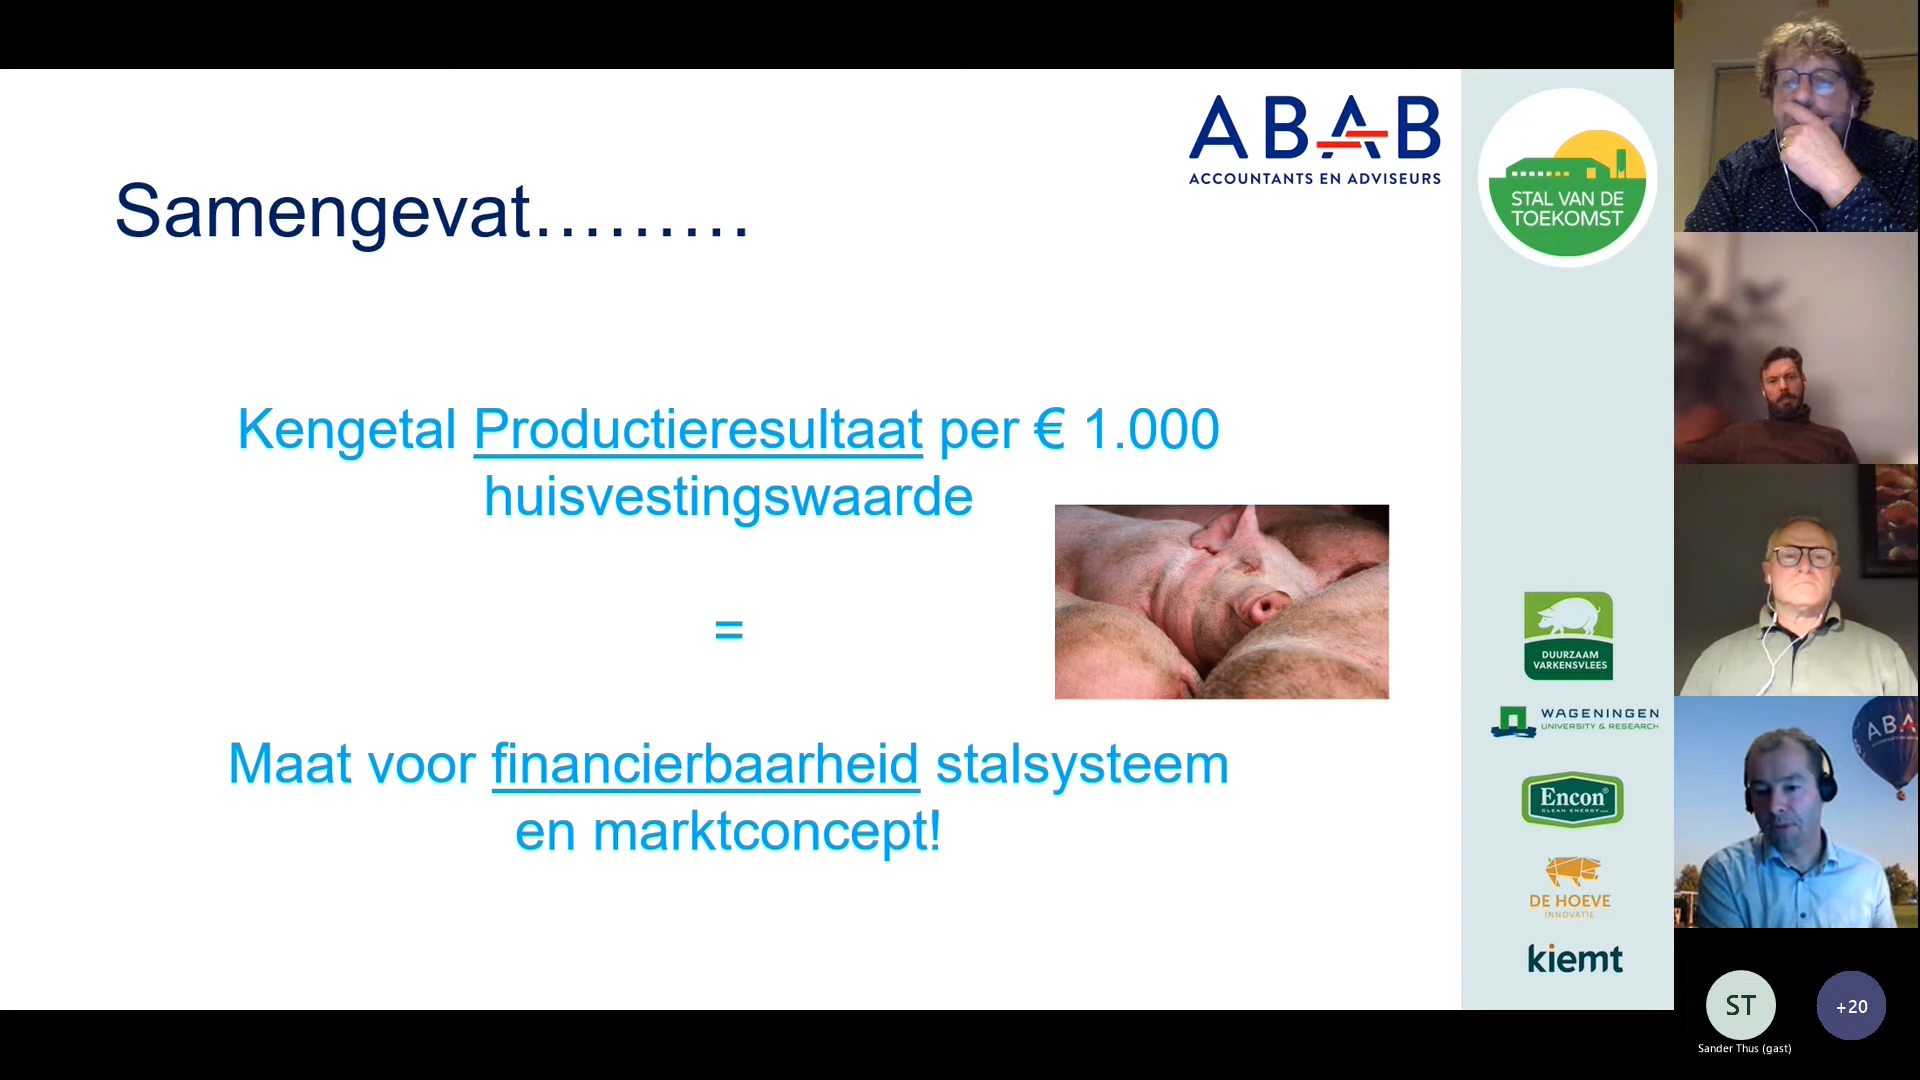 ABAB
ACCOUNTANTS EN ADVISEURS
Samengevat.........
Kengetal Productieresultaat per € 1.000
huisvestingswaarde
=
Maat voor financierbaarheid stalsysteem
en marktconcept!
STAL VAN DE
TOEKOMST
DUURZAAM
VARKENSVLEES
WAGENINGEN
UNIVERSITY & RESEARCH
Encon®
CLEAN ENERGY
DE HOEVE
INNOVATIE
kiemt
ABA
ST
+20
Sander Thus (gast)